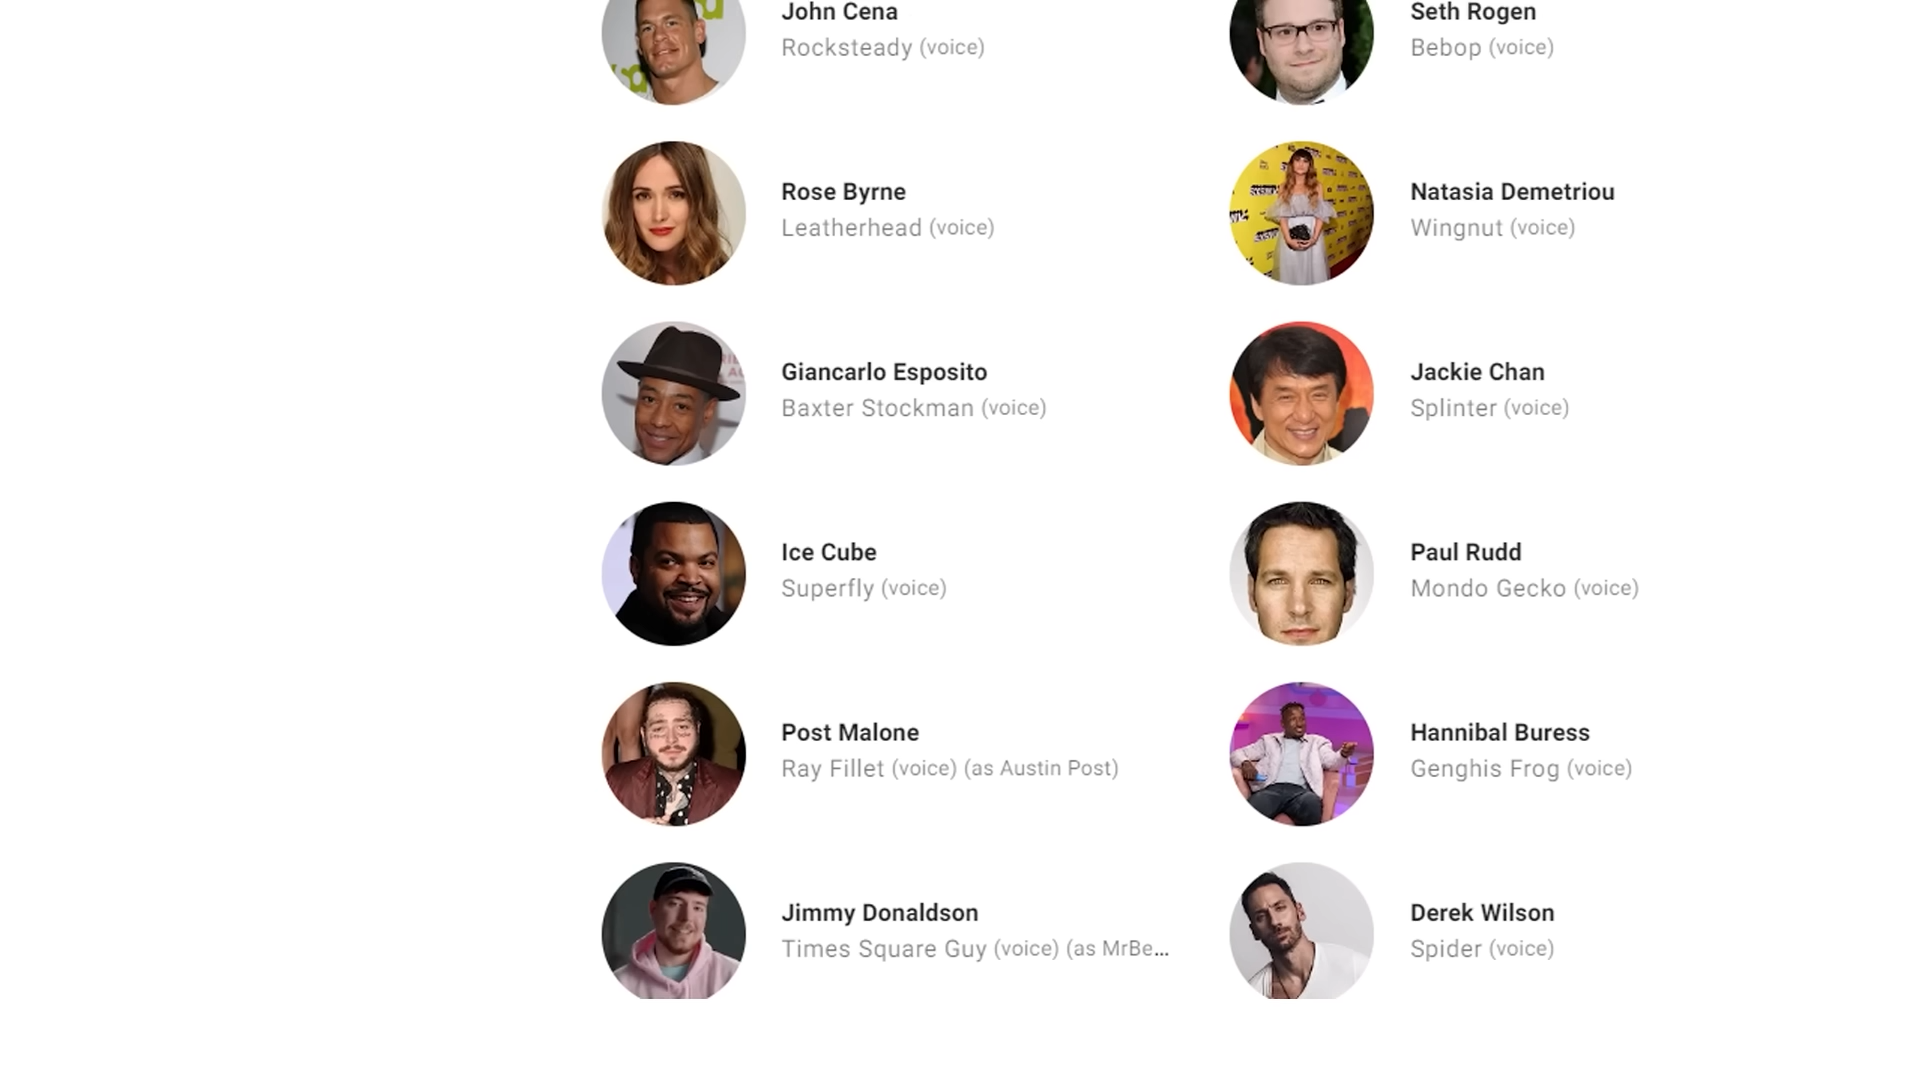 John Cena
Rocksteady (voice)
Seth Rogen
Bebop (voice)
Rose Byrne
Leatherhead (voice)
Natasia Demetriou
Wingnut (voice)
Giancarlo Esposito
Baxter Stockman (voice)
Jackie Chan
Splinter (voice)
Ice Cube
Superfly (voice)
Paul Rudd
Mondo Gecko (voice)
Post Malone
Ray Fillet (voice) (as Austin Post)
Hannibal Buress
Genghis Frog (voice)
Jimmy Donaldson
Times Square Guy (voice) (as MrBe...
Derek Wilson
Spider (voice)